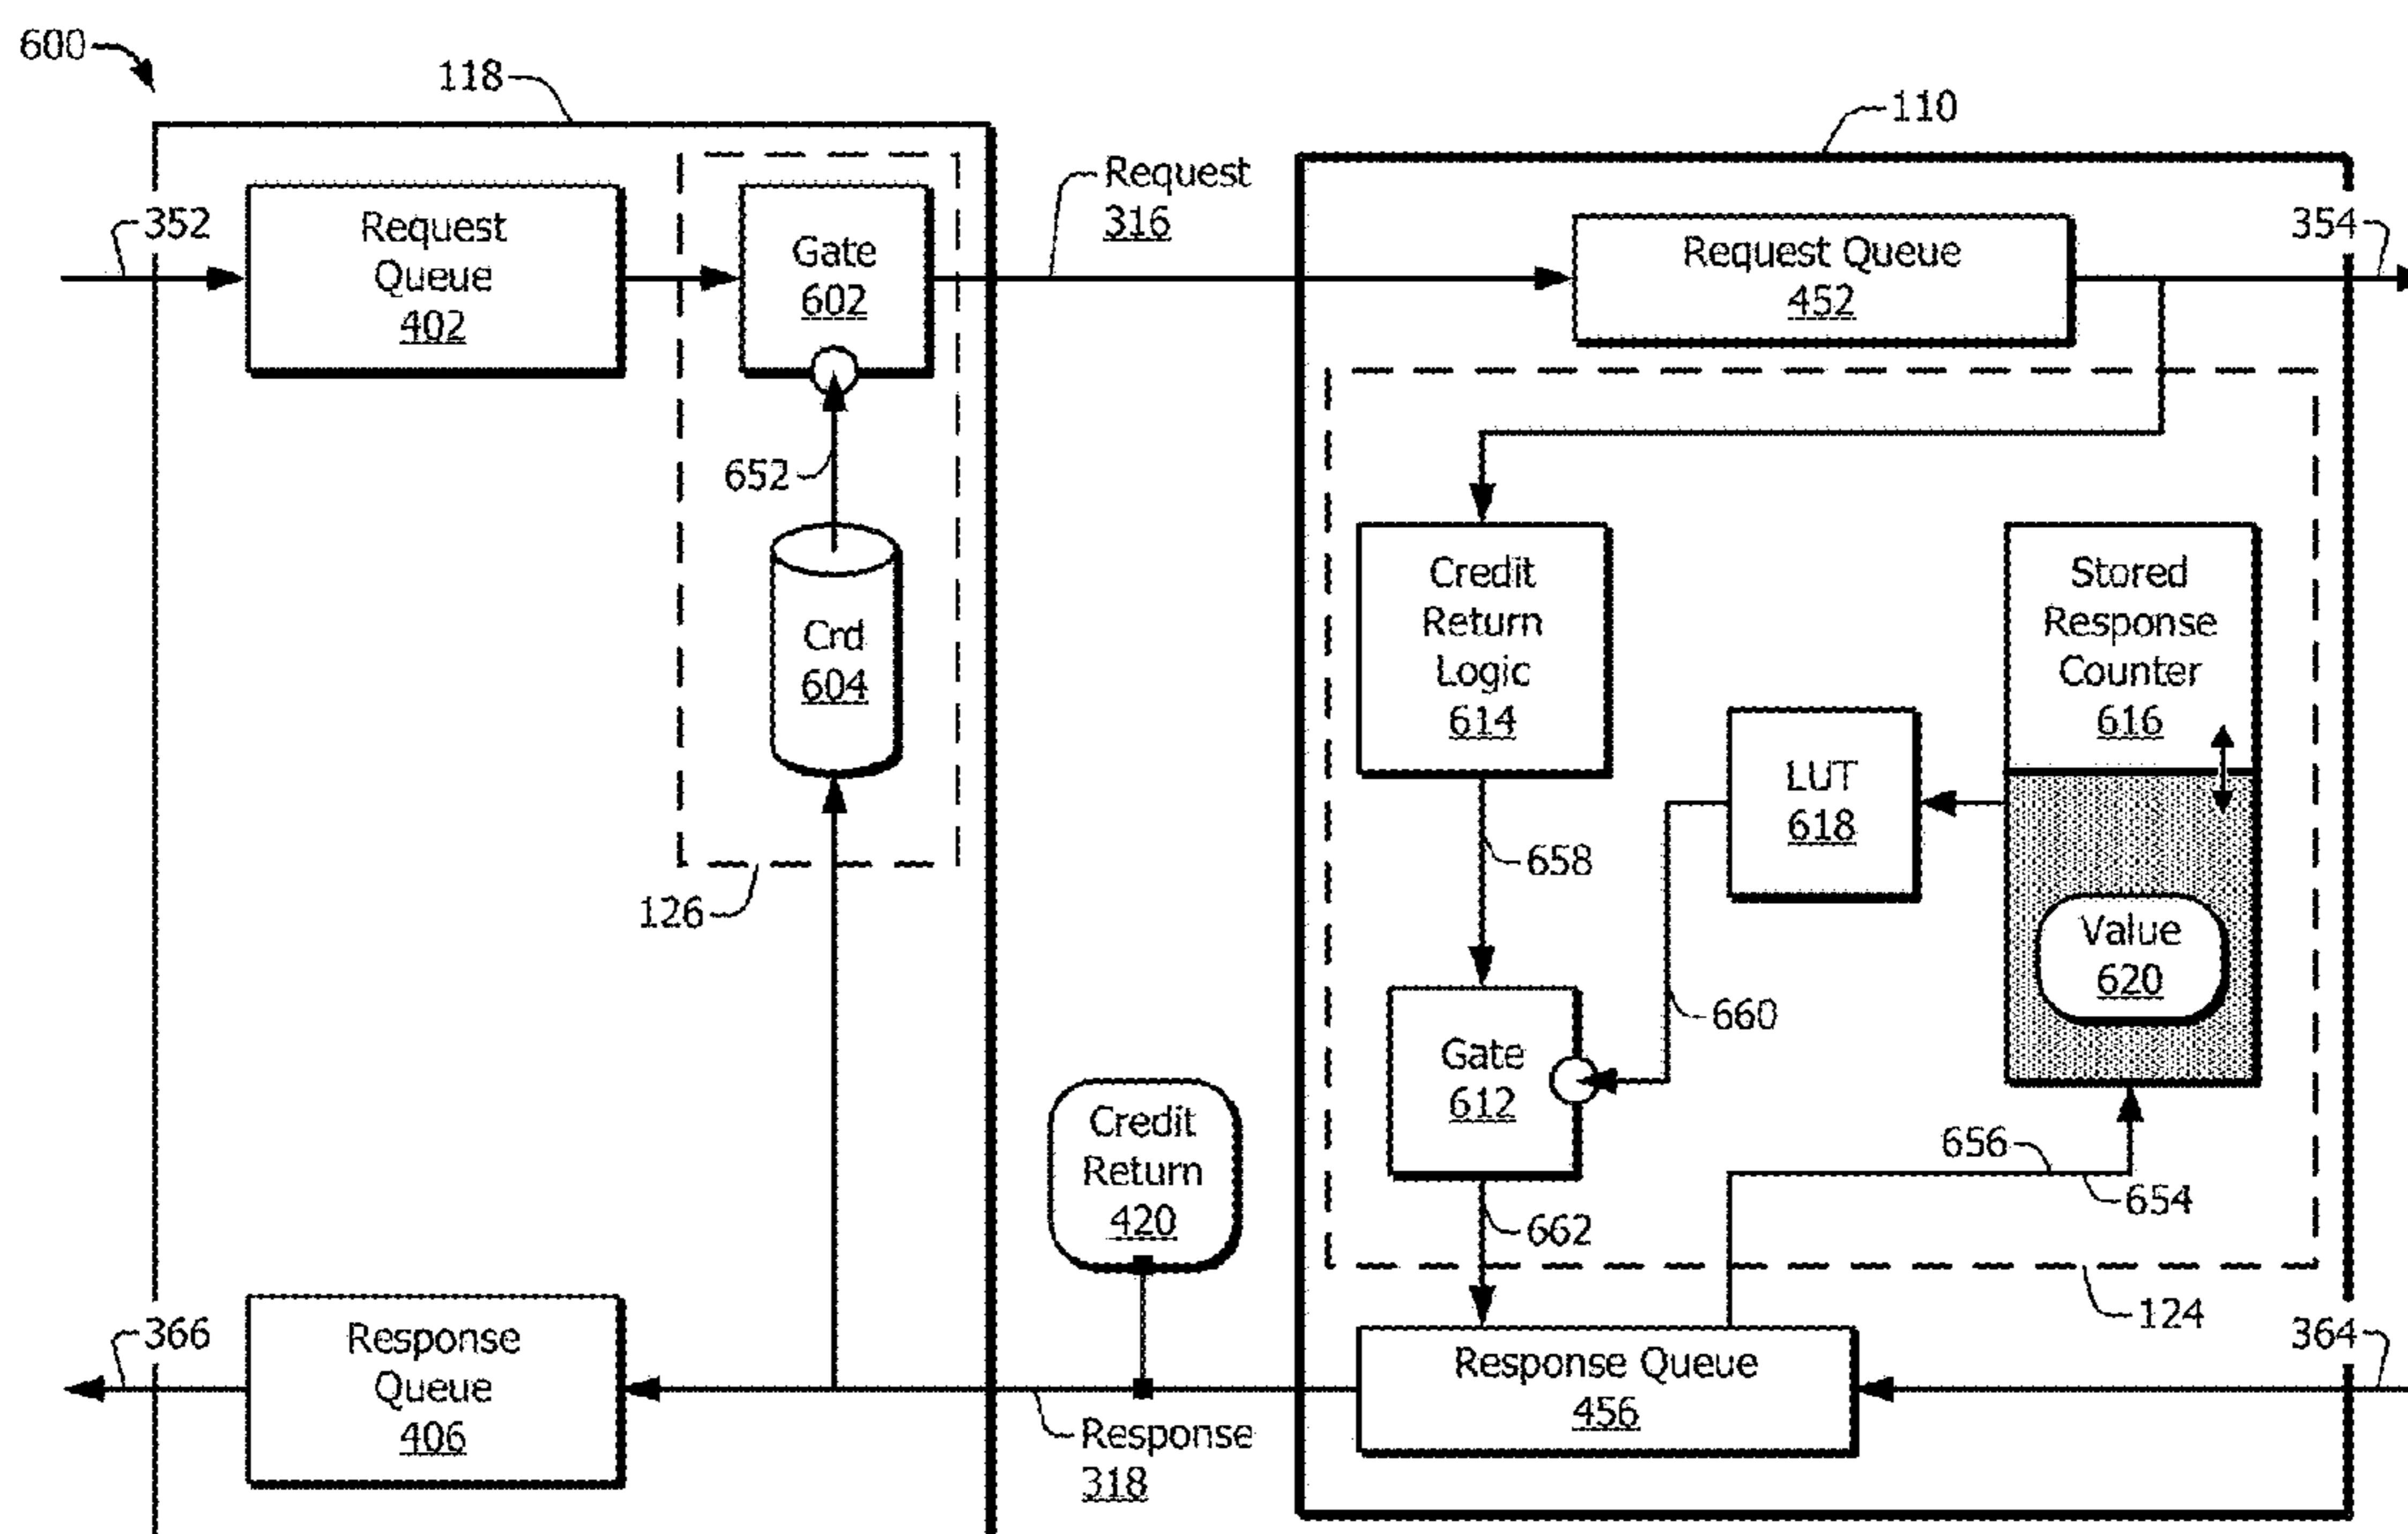 600
118
110
352
Request
Queue
402
Gate
602
Request
316
Request Queue
452
354
652
Crd
604
126
Credit
Return
Logic
614
Stored
Response
Counter
616
LUT
618
658
Value
620
660
Gate
612
656
654
662
Credit
Return
420
124
366
Response
Queue
406
Response
318
Response Queue
456
364